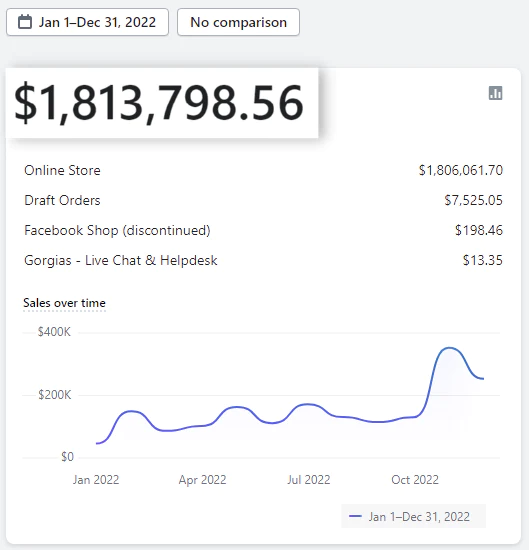 Jan 1–Dec 31, 2022 No comparison
$1,813,798.56
Online Store $1,806,061.70
Draft Orders $7,525.05
Facebook Shop (discontinued) $198.46
Gorgias - Live Chat & Helpdesk $13.35
Sales over time
$400K
$200K
$0
Jan 2022 Apr 2022 Jul 2022 Oct 2022
Jan 1–Dec 31, 2022